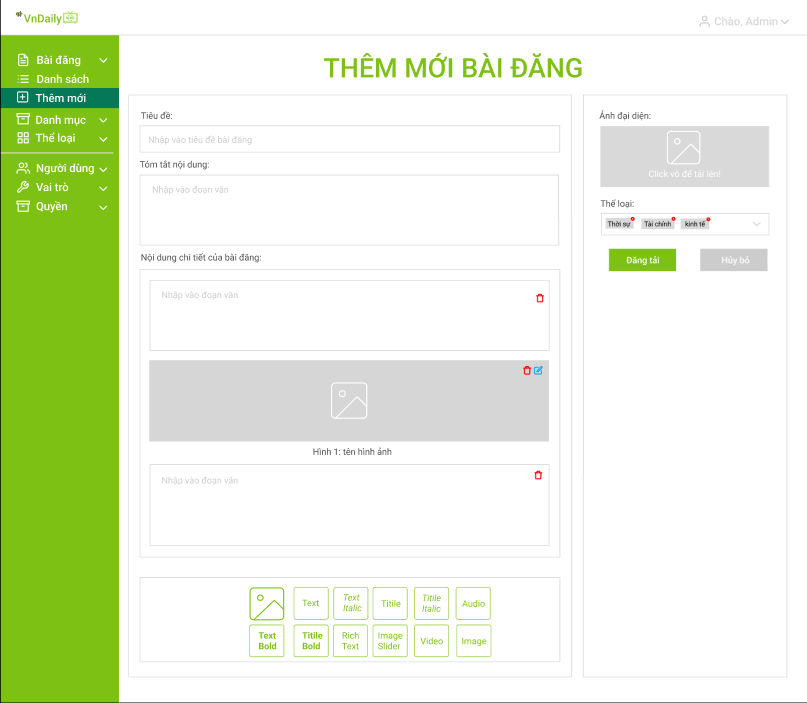 VnDaily
Chào, Admin
Bài đăng
Danh sách
Thêm mới
Danh mục
Thể loại
Người dùng
Vai trò
Quyền
THÊM MỚI BÀI ĐĂNG
Tiêu đề:
Nhập vào tiêu đề bài đăng
Tóm tắt nội dung:
Nhập vào đoạn văn
Nội dung chi tiết của bài đăng:
Nhập vào đoạn văn
Hình 1: tên hình ảnh
Nhập vào đoạn văn
Text
Text
Italic
Titile
Titile
Italic
Audio
Text
Bold
Titile
Bold
Rich
Text
Image
Slider
Video
Image
Ảnh đại diện:
Click vô để tải lên!
Thể loại:
Thời sự
Tài chính
kinh tế
Đăng tải
Hủy bỏ